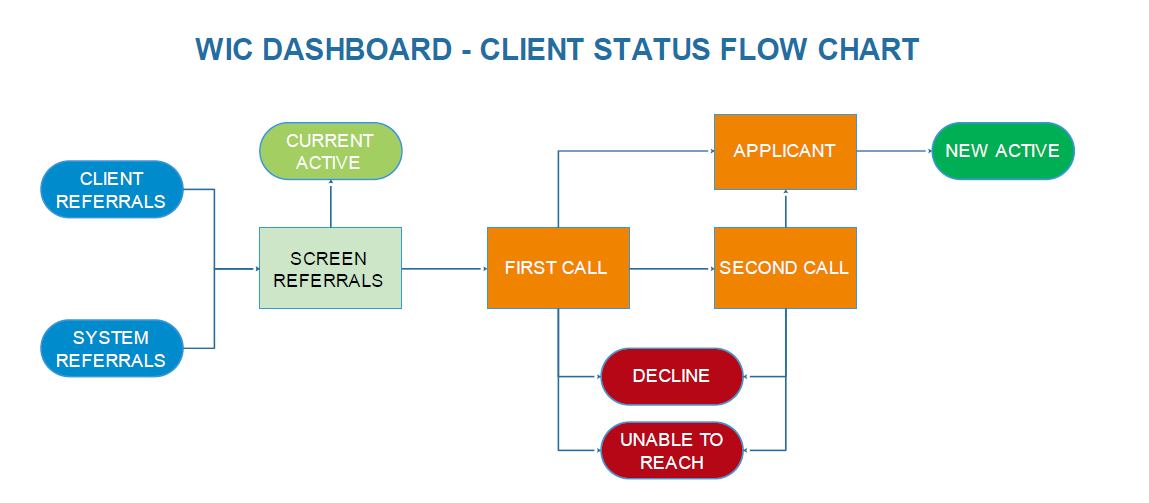 WIC DASHBOARD - CLIENT STATUS FLOW CHART
CURRENT
ACTIVE
APPLICANT
NEW ACTIVE
CLIENT
REFERRALS
SCREEN
REFERRALS
FIRST CALL
SECOND CALL
SYSTEM
REFERRALS
DECLINE
UNABLE TO
REACH